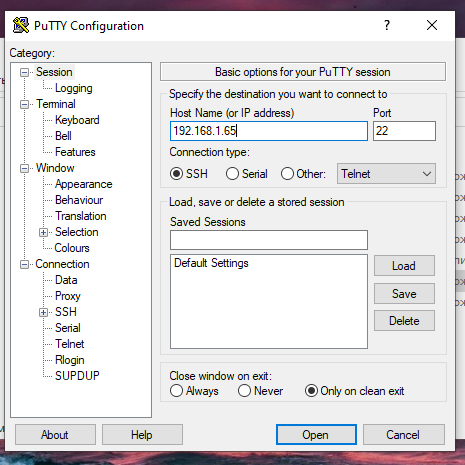 PuTTY Configuration
?
Category:
Session
Logging
Terminal
Keyboard
Bell
Features
Window
Appearance
Behaviour
Translation
Selection
Colours
Connection
Data
Proxy
SSH
Serial
Telnet
Rlogin
SUPDUP
Basic options for your PuTTY session
Specify the destination you want to connect to
Host Name (or IP address) Port
192.168.1.65 22
Connection type:
SSH Serial Other: Telnet
Load, save or delete a stored session
Saved Sessions
Default Settings
Load
Save
Delete
Close window on exit:
Always Never Only on clean exit
About Help Open Cancel